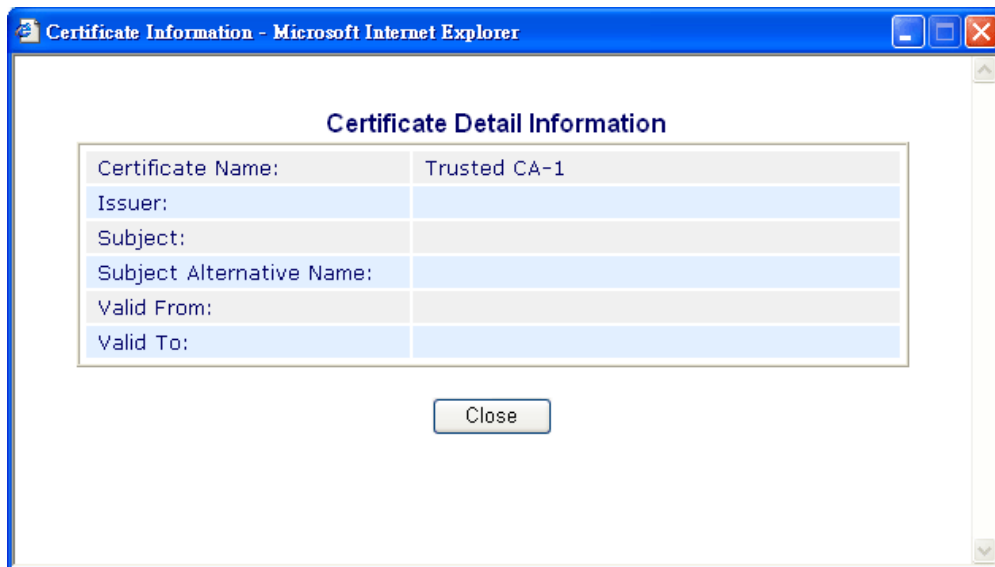 Certificate Information - Microsoft Internet Explorer
Certificate Detail Information
Certificate Name: Trusted CA-1
Issuer:
Subject:
Subject Alternative Name:
Valid From:
Valid To:
Close